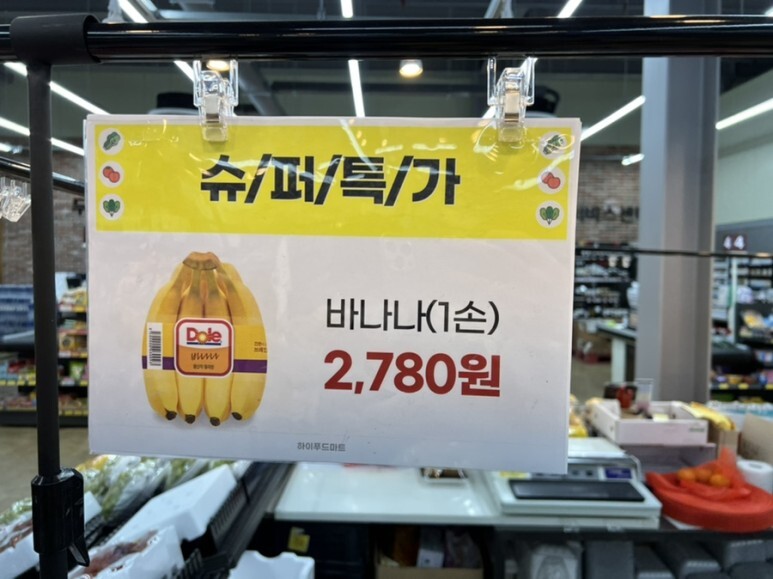 슈/퍼/특/가
바나나(1손)
2,780원
Dole
하이푸드마트
44